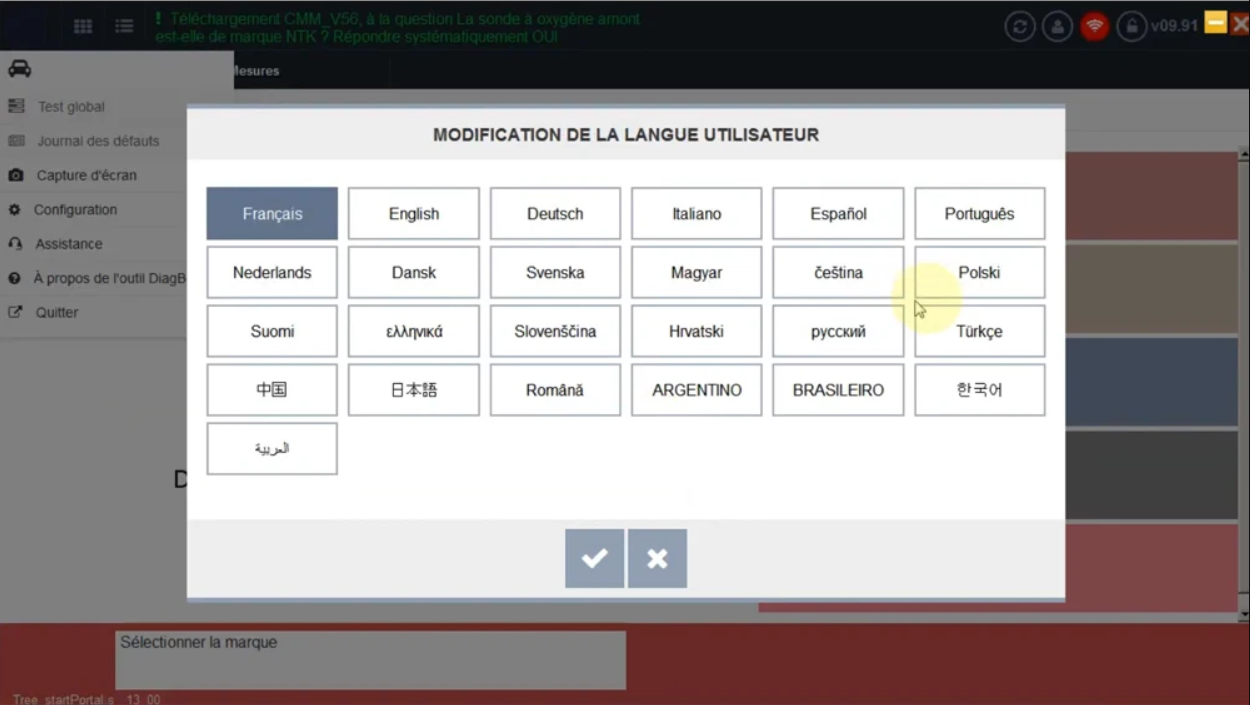 ! Téléchargement CMM_V56, à la question La sonde à oxygène amont
est-elle de marque NTK ? Répondre systématiquement OUI
v09.91
Mesures
Test global
Journal des défauts
Capture d'écran
Configuration
Assistance
À propos de l'outil DiagB
Quitter
MODIFICATION DE LA LANGUE UTILISATEUR
Français
English
Deutsch
Italiano
Español
Português
Nederlands
Dansk
Svenska
Magyar
čeština
Polski
Suomi
ελληνικά
Slovenščina
Hrvatski
русский
Türkçe
中国
日本語
Română
ARGENTINO
BRASILEIRO
한국어
العربية
D
Sélectionner la marque
Tree_startPortal.s 13_00